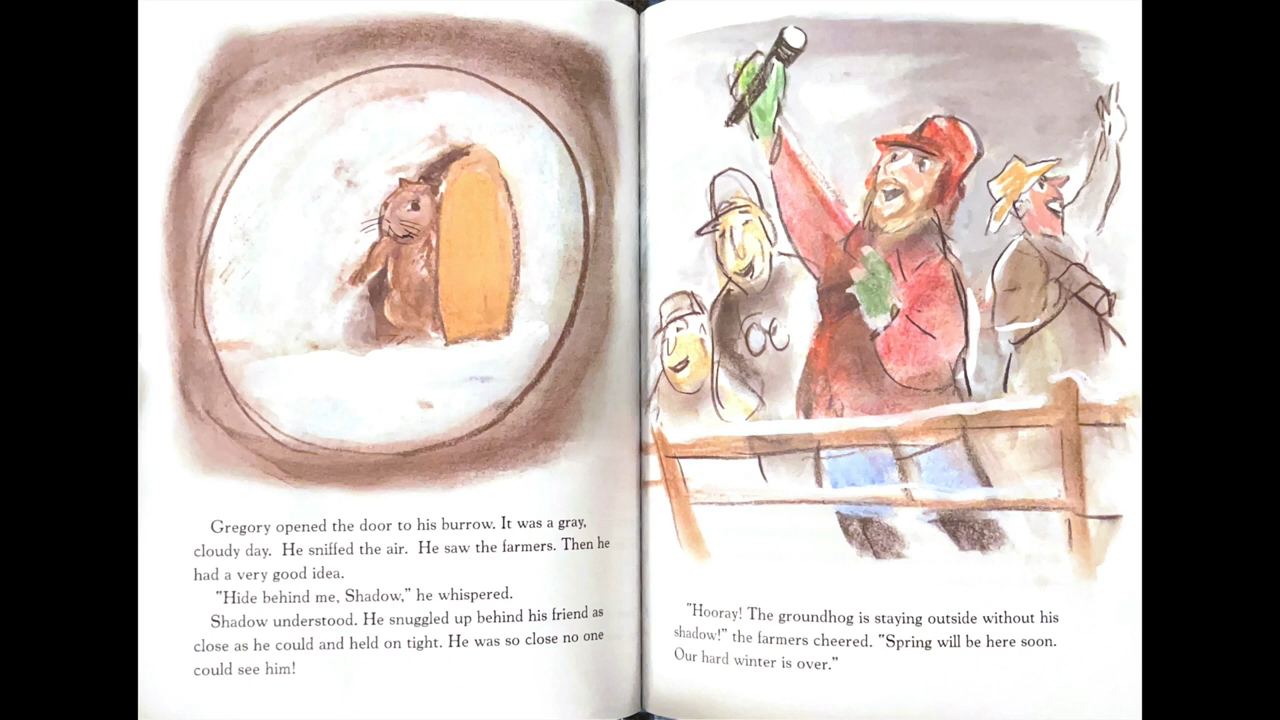 Gregory opened the door to his burrow. It was a gray,
cloudy day. He sniffed the air. He saw the farmers. Then he
had a very good idea.
"Hide behind me, Shadow," he whispered.
Shadow understood. He snuggled up behind his friend as
close as he could and held on tight. He was so close no one
could see him!
"Hooray! The groundhog is staying outside without his
shadow!" the farmers cheered. "Spring will be here soon.
Our hard winter is over."